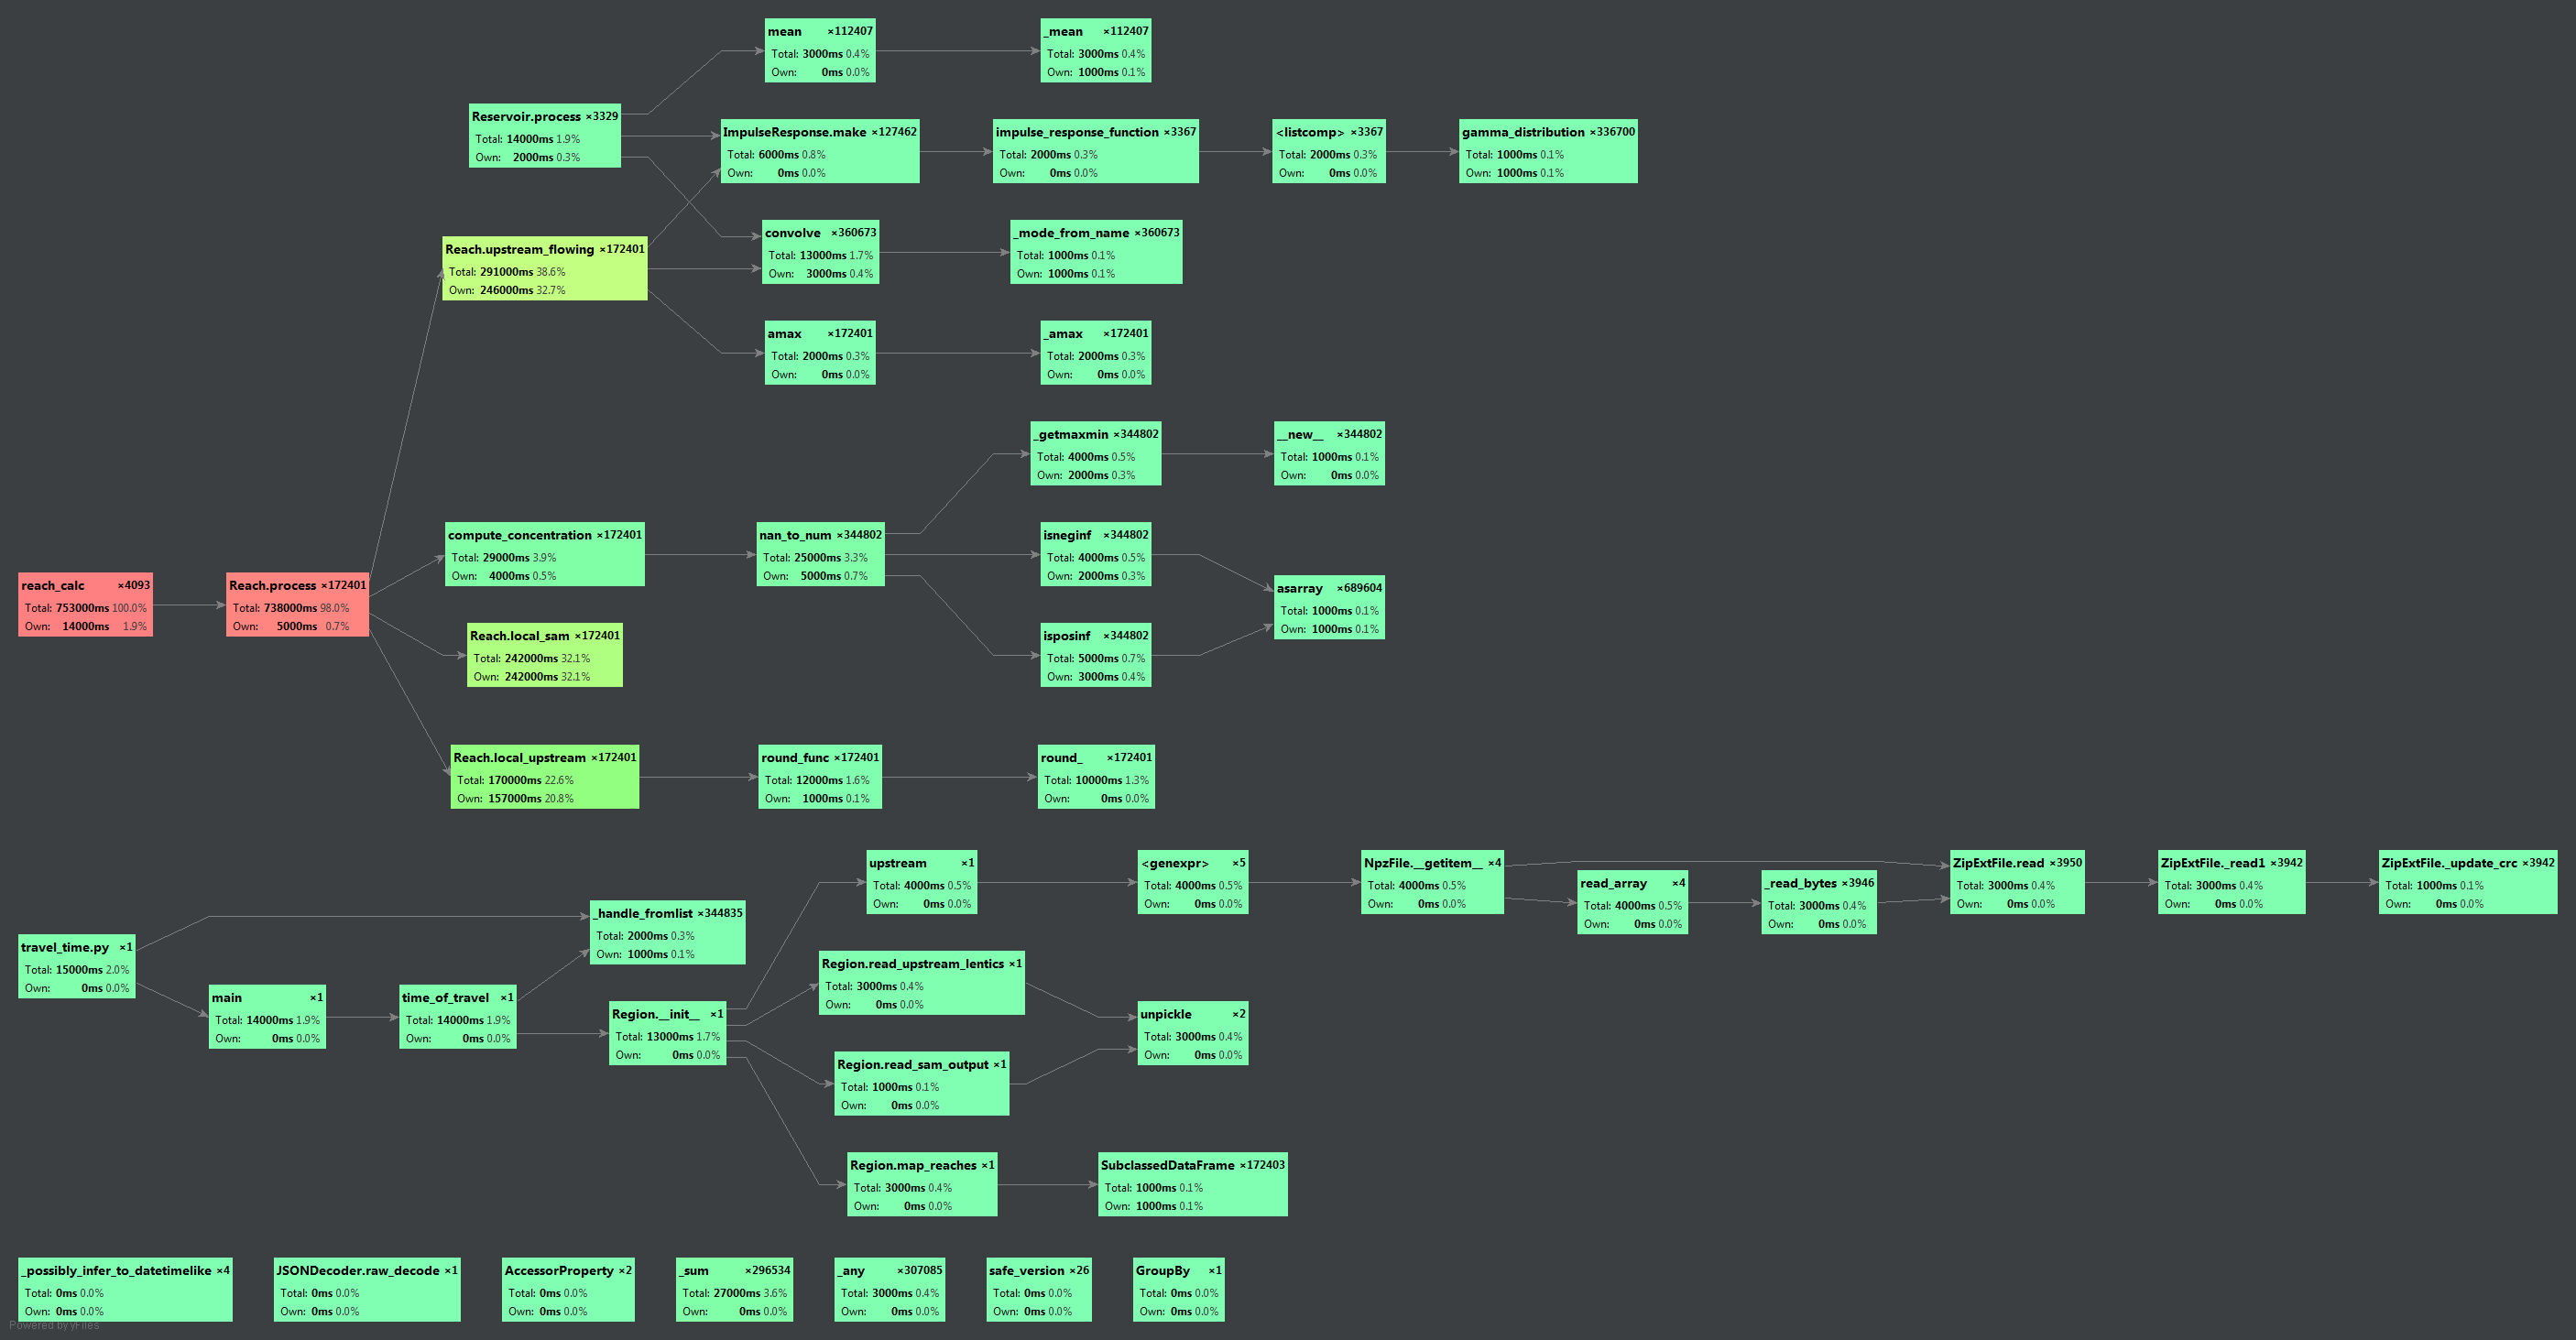 mean ×112407
Total: 3000ms 0.4%
Own: 0ms 0.0%
_mean ×112407
Total: 3000ms 0.4%
Own: 1000ms 0.1%
Reservoir.process ×3329
Total: 14000ms 1.9%
Own: 2000ms 0.3%
ImpulseResponse.make ×127462
Total: 6000ms 0.8%
Own: 0ms 0.0%
impulse_response_function ×3367
Total: 2000ms 0.3%
Own: 0ms 0.0%
<listcomp> ×3367
Total: 2000ms 0.3%
Own: 0ms 0.0%
gamma_distribution ×336700
Total: 1000ms 0.1%
Own: 1000ms 0.1%
Reach.upstream_flowing ×172401
Total: 291000ms 38.6%
Own: 246000ms 32.7%
convolve ×360673
Total: 13000ms 1.7%
Own: 3000ms 0.4%
_mode_from_name ×360673
Total: 1000ms 0.1%
Own: 1000ms 0.1%
amax ×172401
Total: 2000ms 0.3%
Own: 0ms 0.0%
_amax ×172401
Total: 2000ms 0.3%
Own: 0ms 0.0%
_getmaxmin ×344802
Total: 4000ms 0.5%
Own: 2000ms 0.3%
__new__ ×344802
Total: 1000ms 0.1%
Own: 0ms 0.0%
compute_concentration ×172401
Total: 29000ms 3.9%
Own: 4000ms 0.5%
nan_to_num ×344802
Total: 25000ms 3.3%
Own: 5000ms 0.7%
isneginf ×344802
Total: 4000ms 0.5%
Own: 2000ms 0.3%
reach_calc ×4093
Total: 753000ms 100.0%
Own: 14000ms 1.9%
Reach.process ×172401
Total: 738000ms 98.0%
Own: 5000ms 0.7%
asarray ×689604
Total: 1000ms 0.1%
Own: 1000ms 0.1%
Reach.local_sam ×172401
Total: 242000ms 32.1%
Own: 242000ms 32.1%
isposinf ×344802
Total: 5000ms 0.7%
Own: 3000ms 0.4%
Reach.local_upstream ×172401
Total: 170000ms 22.6%
Own: 157000ms 20.8%
round_func ×172401
Total: 12000ms 1.6%
Own: 1000ms 0.1%
round_ ×172401
Total: 10000ms 1.3%
Own: 0ms 0.0%
upstream ×1
Total: 4000ms 0.5%
Own: 0ms 0.0%
<genexpr> ×5
Total: 4000ms 0.5%
Own: 0ms 0.0%
NpzFile.__getitem__ ×4
Total: 4000ms 0.5%
Own: 0ms 0.0%
read_array ×4
Total: 4000ms 0.5%
Own: 0ms 0.0%
_read_bytes ×3946
Total: 3000ms 0.4%
Own: 0ms 0.0%
ZipExtFile.read ×3950
Total: 3000ms 0.4%
Own: 0ms 0.0%
ZipExtFile._read1 ×3942
Total: 3000ms 0.4%
Own: 0ms 0.0%
ZipExtFile._update_crc ×3942
Total: 1000ms 0.1%
Own: 0ms 0.0%
_handle_fromlist ×344835
Total: 2000ms 0.3%
Own: 1000ms 0.1%
travel_time.py ×1
Total: 15000ms 2.0%
Own: 0ms 0.0%
main ×1
Total: 14000ms 1.9%
Own: 0ms 0.0%
time_of_travel ×1
Total: 14000ms 1.9%
Own: 0ms 0.0%
Region.__init__ ×1
Total: 13000ms 1.7%
Own: 0ms 0.0%
Region.read_upstream_lentics ×1
Total: 3000ms 0.4%
Own: 0ms 0.0%
unpickle ×2
Total: 3000ms 0.4%
Own: 0ms 0.0%
Region.read_sam_output ×1
Total: 1000ms 0.1%
Own: 0ms 0.0%
Region.map_reaches ×1
Total: 3000ms 0.4%
Own: 0ms 0.0%
SubclassedDataFrame ×172403
Total: 1000ms 0.1%
Own: 1000ms 0.1%
_possibly_infer_to_datetimelike ×4
Total: 0ms 0.0%
Own: 0ms 0.0%
JSONDecoder.raw_decode ×1
Total: 0ms 0.0%
Own: 0ms 0.0%
AccessorProperty ×2
Total: 0ms 0.0%
Own: 0ms 0.0%
_sum ×296534
Total: 27000ms 3.6%
Own: 0ms 0.0%
_any ×307085
Total: 3000ms 0.4%
Own: 0ms 0.0%
safe_version ×26
Total: 0ms 0.0%
Own: 0ms 0.0%
GroupBy ×1
Total: 0ms 0.0%
Own: 0ms 0.0%
Powered by yFiles